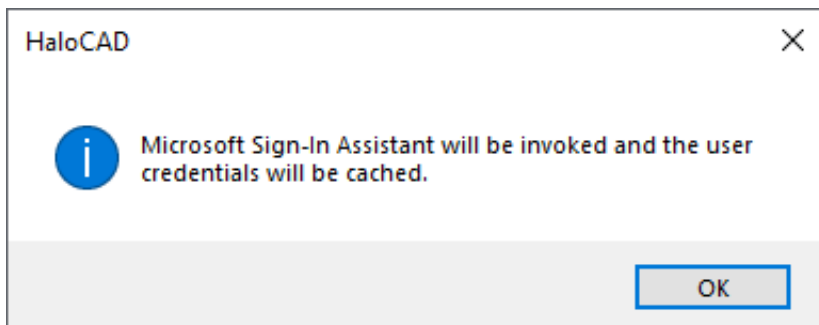 HaloCAD
Microsoft Sign-In Assistant will be invoked and the user
credentials will be cached.
OK